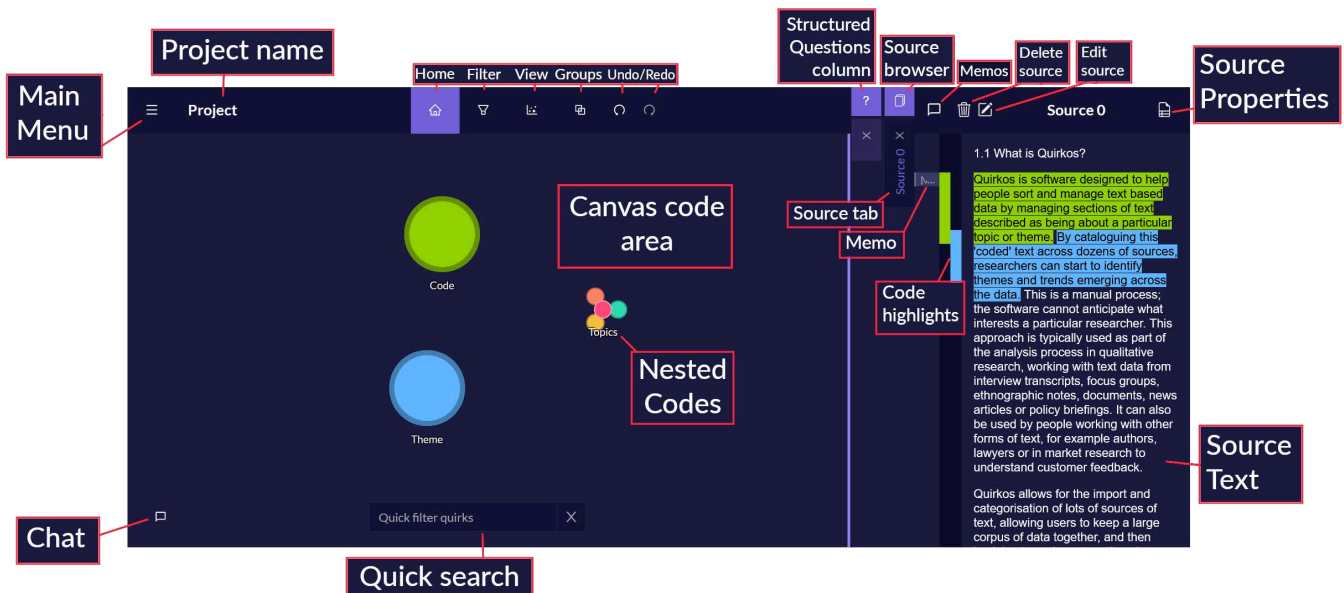 Structured
Questions
column
Source
browser
Memos
Delete
source
Edit
source
Source
Properties
Project name
Home Filter View Groups Undo/Redo
Main
Menu
Project
?
Source 0
X
X
Source 0
Canvas code
area
Code
Topics
Nested
Codes
Theme
Source tab
Memo
Code
highlights
1.1 What is Quirkos?
Quirkos is software designed to help
people sort and manage text based
data by managing sections of text
described as being about a particular
topic or theme. By cataloguing this
'coded' text across dozens of sources,
researchers can start to identify
themes and trends emerging across
the data. This is a manual process;
the software cannot anticipate what
interests a particular researcher. This
approach is typically used as part of
the analysis process in qualitative
research, working with text data from
interview transcripts, focus groups,
ethnographic notes, documents, news
articles or policy briefings. It can also
be used by people working with other
forms of text, for example authors,
lawyers or in market research to
understand customer feedback.
Quirkos allows for the import and
categorisation of lots of sources of
text, allowing users to keep a large
corpus of data together, and then
Source
Text
Chat
Quick filter quirks X
Quick search